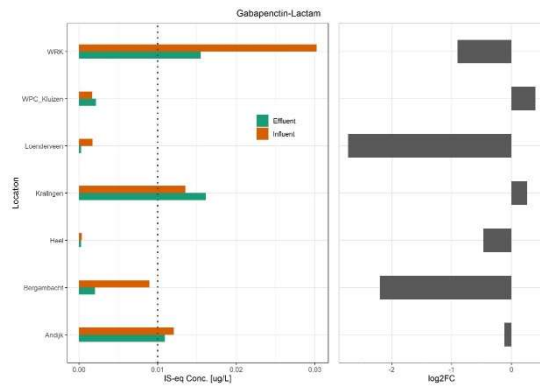 Gabapenctin-Lactam
WRK
WPC_Kluizen
Loenderveen
Kralingen
Heel
Bergambacht
Andijk
Location
Effluent
Influent
0.00
0.01
0.02
0.03
IS-eq Conc. [ug/L]
-2
-1
0
log2FC